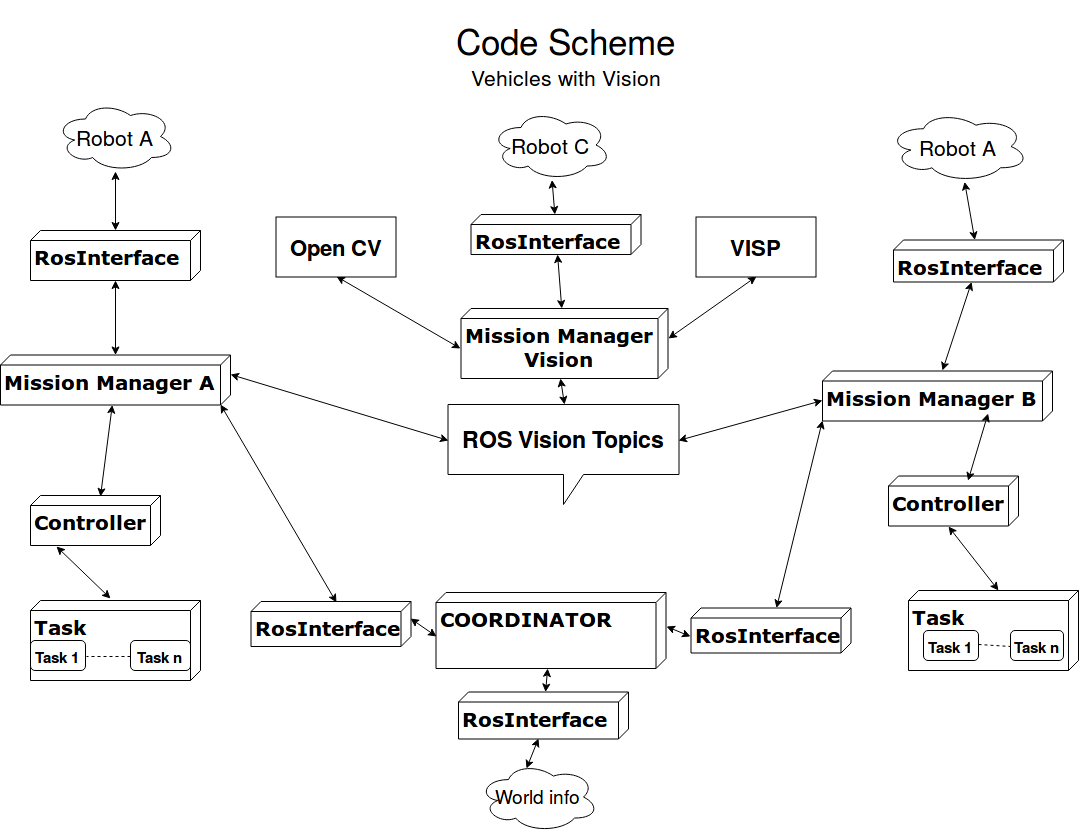 Code Scheme
Vehicles with Vision
Robot A
Robot C
Robot A
RosInterface
Open CV
RosInterface
VISP
RosInterface
Mission Manager A
Mission Manager
Vision
Mission Manager B
ROS Vision Topics
Controller
Controller
Task
Task 1
Task n
RosInterface
COORDINATOR
RosInterface
Task
Task 1
Task n
RosInterface
World info